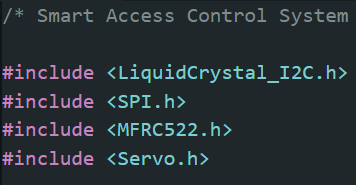 /* Smart Access Control System
#include <LiquidCrystal_I2C.h>
#include <SPI.h>
#include <MFRC522.h>
#include <Servo.h>